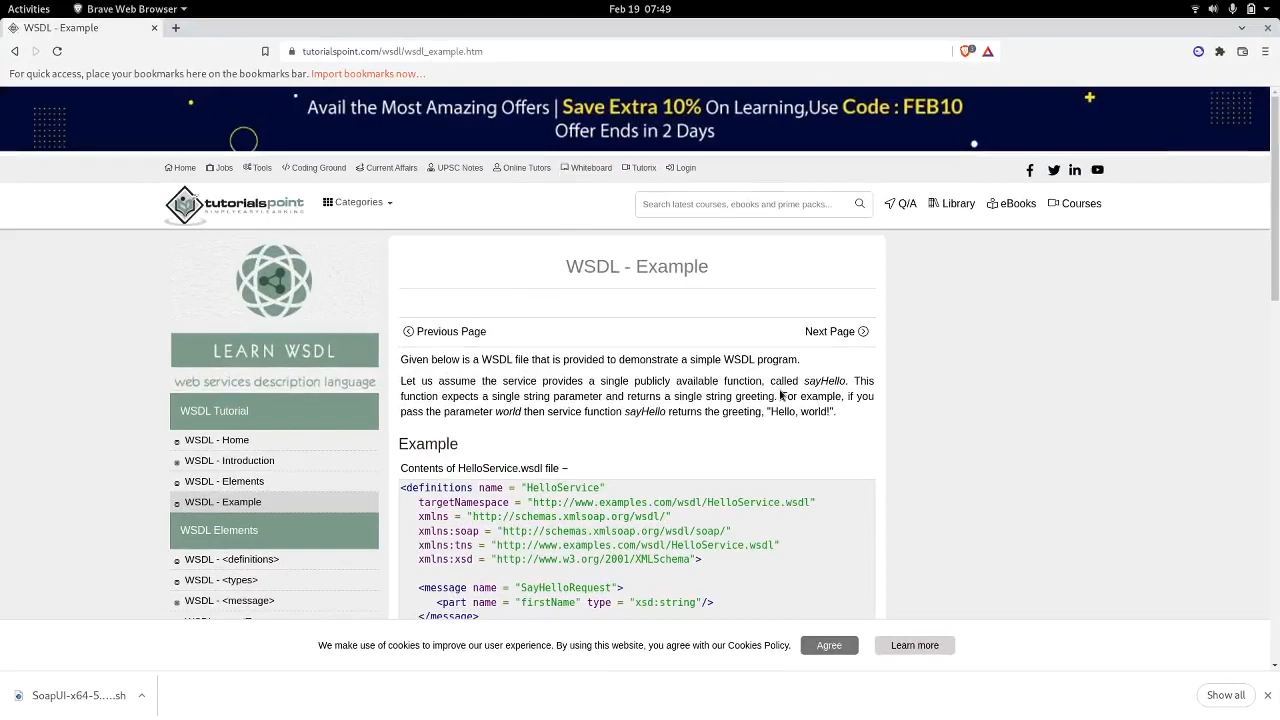 Activities
Brave Web Browser
Feb 19 07:49
WSDL - Example
tutorialspoint.com/wsdl/wsdl_example.htm
For quick access, place your bookmarks here on the bookmarks bar. Import bookmarks now…
Avail the Most Amazing Offers | Save Extra 10% On Learning,Use Code : FEB10
Offer Ends in 2 Days
Home Jobs Tools Coding Ground Current Affairs UPSC Notes Online Tutors Whiteboard Tutorix Login
tutorialspoint
SIMPLYEASYLEARNING
Categories
Search latest courses, ebooks and prime packs...
Q/A Library eBooks Courses
LEARN WSDL
web services description language
WSDL Tutorial
WSDL - Home
WSDL - Introduction
WSDL - Elements
WSDL - Example
WSDL Elements
WSDL - <definitions>
WSDL - <types>
WSDL - <message>
WSDL - Example
Previous Page
Next Page
Given below is a WSDL file that is provided to demonstrate a simple WSDL program.
Let us assume the service provides a single publicly available function, called sayHello. This
function expects a single string parameter and returns a single string greeting. For example, if you
pass the parameter world then service function sayHello returns the greeting, "Hello, world!".
Example
Contents of HelloService.wsdl file −
<definitions name = "HelloService"
targetNamespace = "http://www.examples.com/wsdl/HelloService.wsdl"
xmlns = "http://schemas.xmlsoap.org/wsdl/"
xmlns:soap = "http://schemas.xmlsoap.org/wsdl/soap/"
xmlns:tns = "http://www.examples.com/wsdl/HelloService.wsdl"
xmlns:xsd = "http://www.w3.org/2001/XMLSchema">
<message name = "SayHelloRequest">
<part name = "firstName" type = "xsd:string"/>
</message>
We make use of cookies to improve our user experience. By using this website, you agree with our Cookies Policy.
Agree
Learn more
SoapUI-x64-5.....sh
Show all